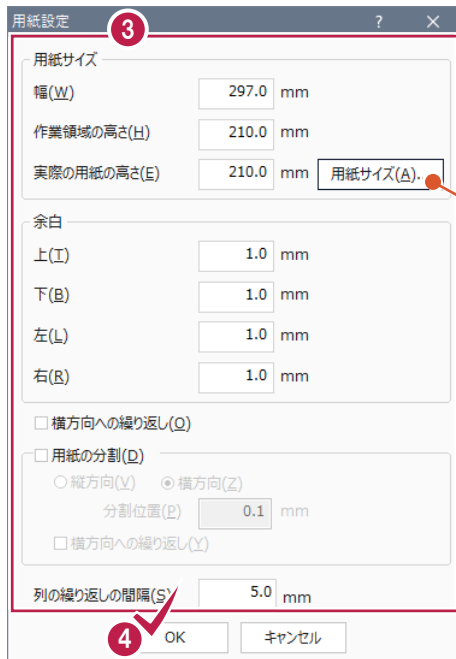 用紙設定 ? ×
3
用紙サイズ
幅(W) 297.0 mm
作業領域の高さ(H) 210.0 mm
実際の用紙の高さ(E) 210.0 mm 用紙サイズ(A)...
余白
上(T) 1.0 mm
下(B) 1.0 mm
左(L) 1.0 mm
右(R) 1.0 mm
横方向への繰り返し(O)
用紙の分割(D)
縦方向(V) 横方向(Z)
分割位置(P) 0.1 mm
横方向への繰り返し(Y)
列の繰り返しの間隔(S) 5.0 mm
4 OK キャンセル